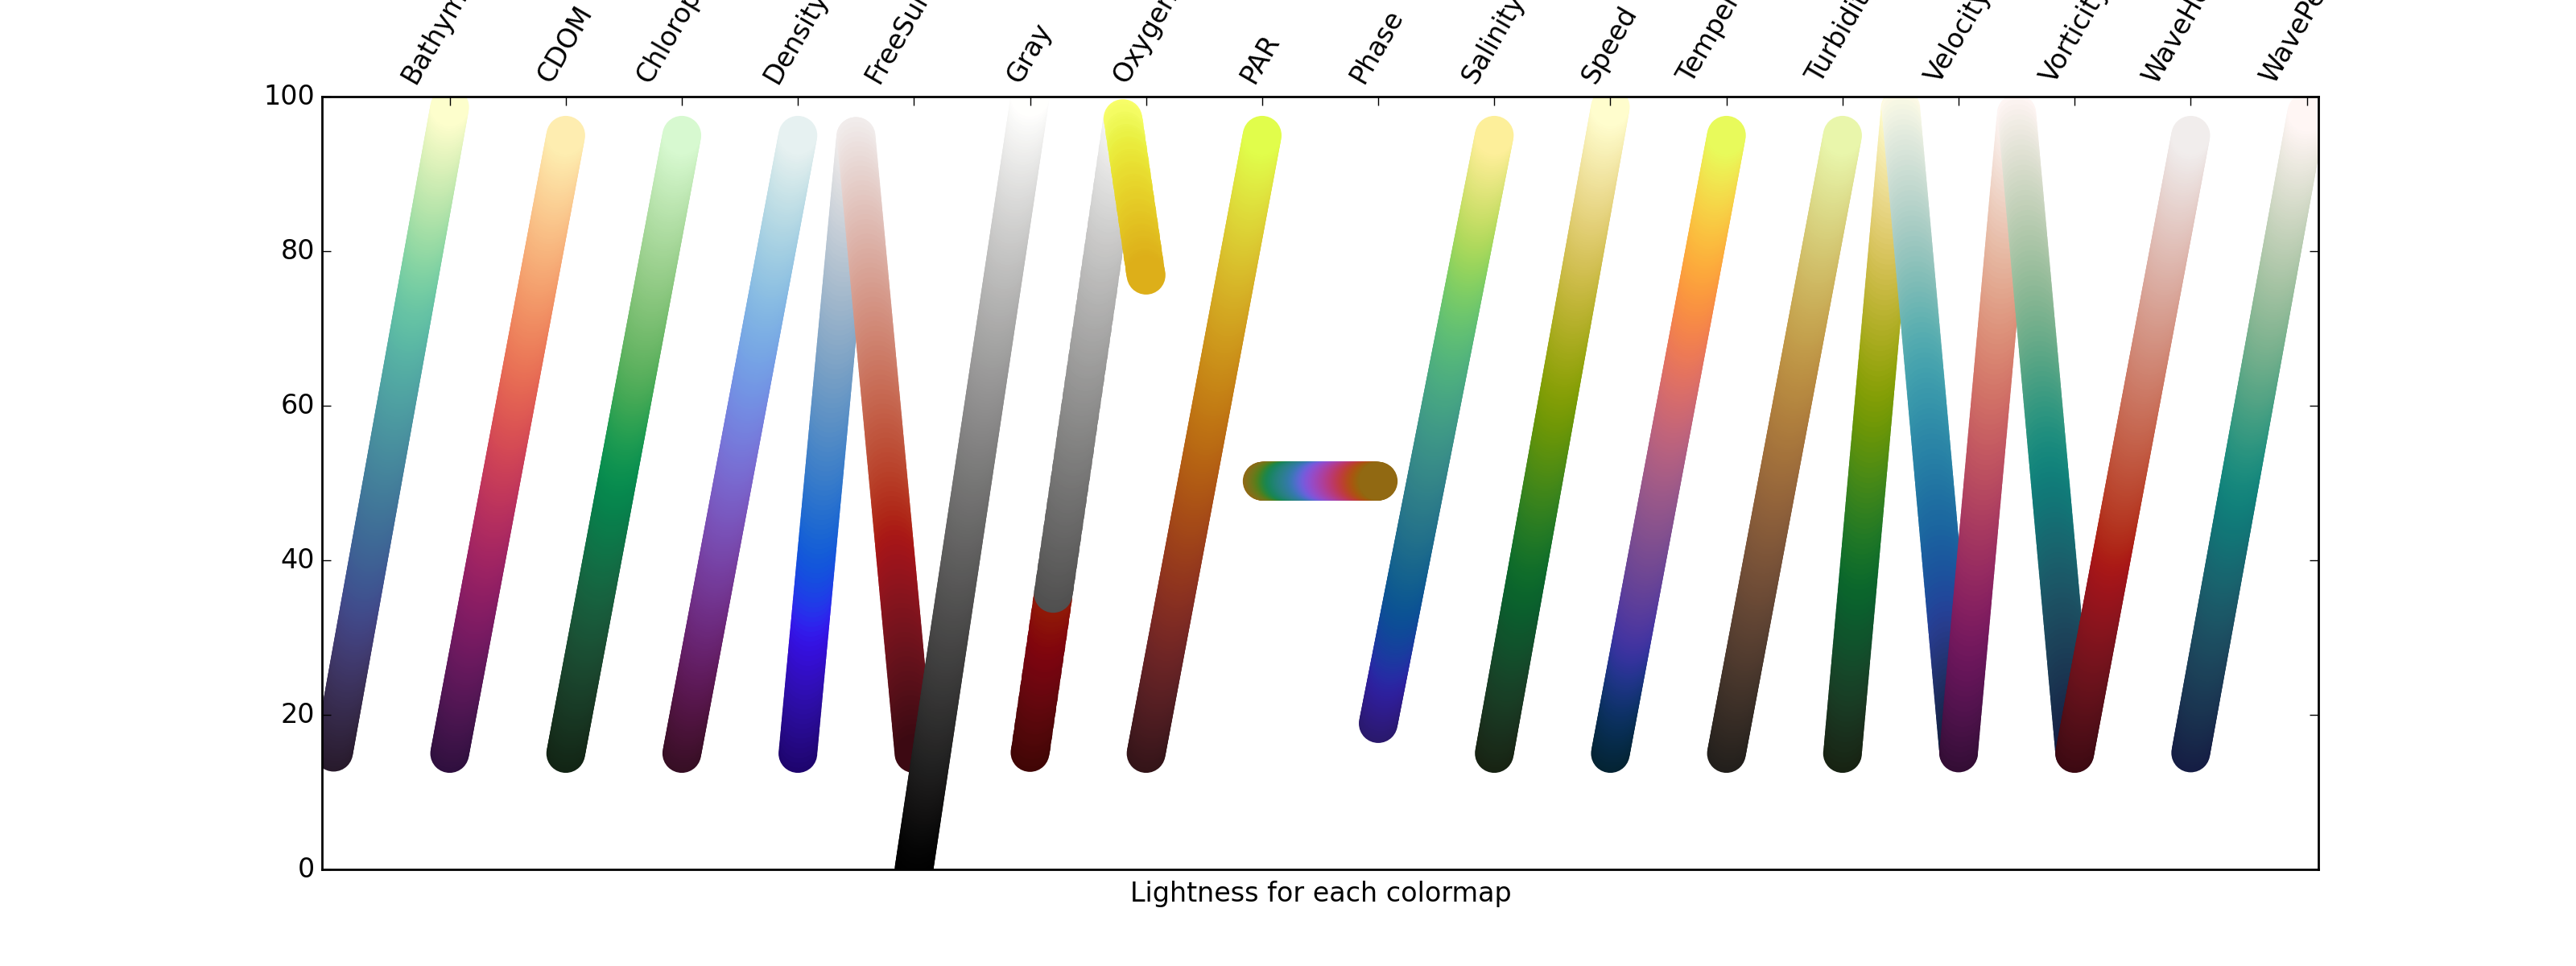 Bathym
CDOM
Chlorop
Density
FreeSur
Gray
Oxygen
PAR
Phase
Salinity
Speed
Temper
Turbidit
Velocity
Vorticity
WaveHe
WavePe
100
80
60
40
20
0
Lightness for each colormap